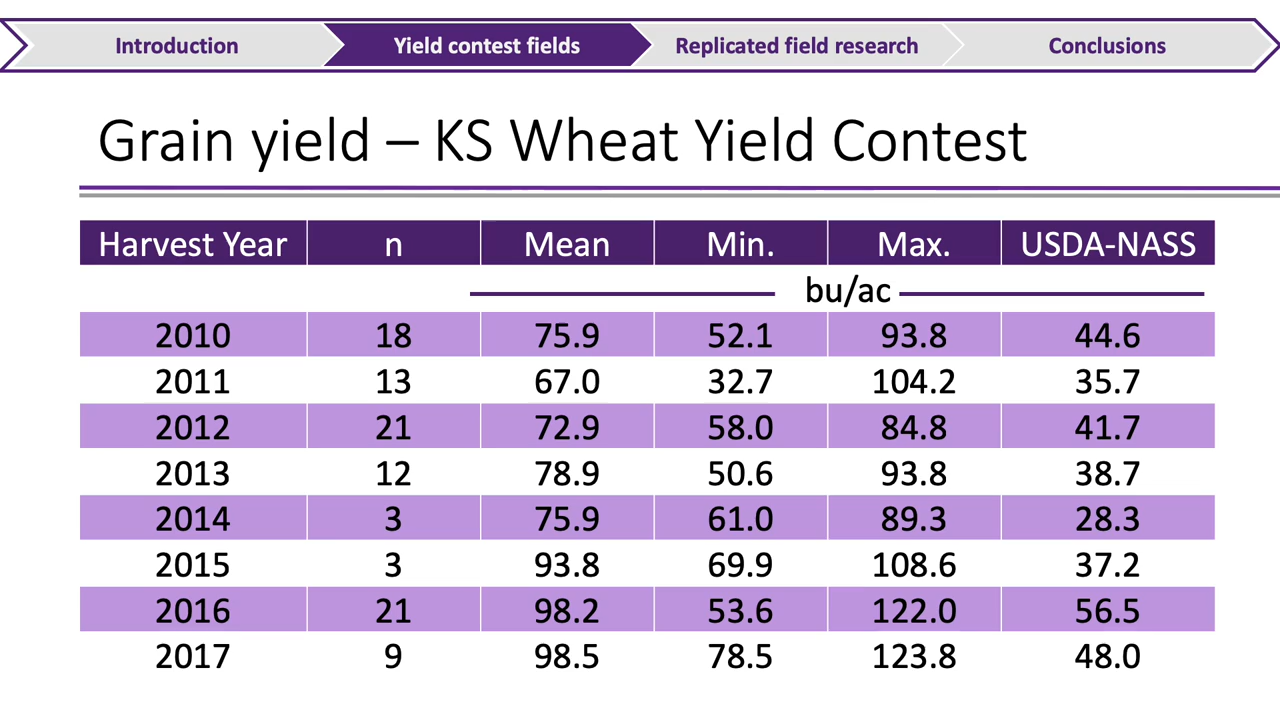 Introduction Yield contest fields Replicated field research Conclusions
Grain yield – KS Wheat Yield Contest
Harvest Year n Mean Min. Max. USDA-NASS
bu/ac
2010 18 75.9 52.1 93.8 44.6
2011 13 67.0 32.7 104.2 35.7
2012 21 72.9 58.0 84.8 41.7
2013 12 78.9 50.6 93.8 38.7
2014 3 75.9 61.0 89.3 28.3
2015 3 93.8 69.9 108.6 37.2
2016 21 98.2 53.6 122.0 56.5
2017 9 98.5 78.5 123.8 48.0